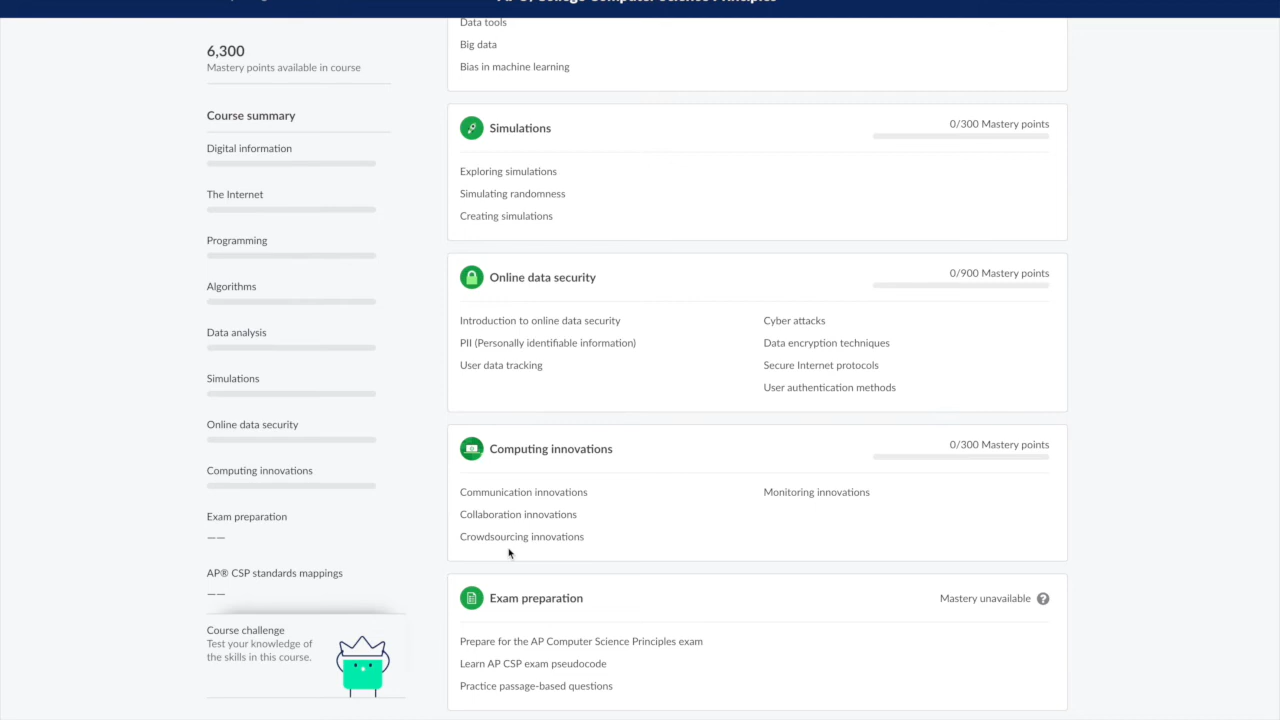 AP®/College Computer Science Principles
6,300
Mastery points available in course
Course summary
Digital information
The Internet
Programming
Algorithms
Data analysis
Simulations
Online data security
Computing innovations
Exam preparation
——
AP® CSP standards mappings
——
Course challenge
Test your knowledge of
the skills in this course.
Data tools
Big data
Bias in machine learning
Simulations
0/300 Mastery points
Exploring simulations
Simulating randomness
Creating simulations
Online data security
0/900 Mastery points
Introduction to online data security
PII (Personally identifiable information)
User data tracking
Cyber attacks
Data encryption techniques
Secure Internet protocols
User authentication methods
Computing innovations
0/300 Mastery points
Communication innovations
Collaboration innovations
Crowdsourcing innovations
Monitoring innovations
Exam preparation
Mastery unavailable ?
Prepare for the AP Computer Science Principles exam
Learn AP CSP exam pseudocode
Practice passage-based questions